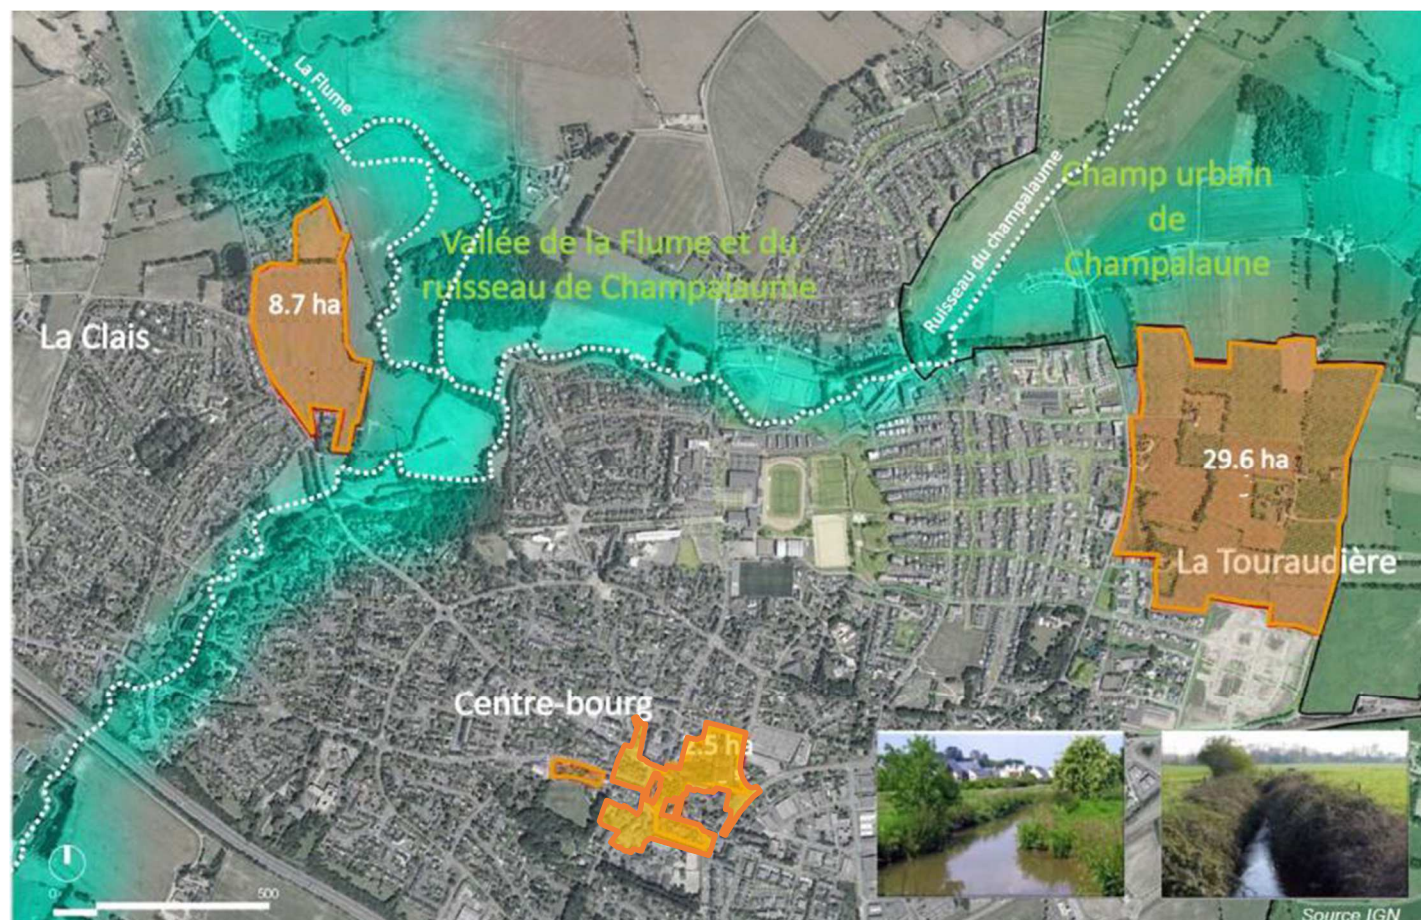 La Flume
Ruisseau du champalaume
Champ urbain
de
Champalaune
Vallée de la Flume et du
ruisseau de Champalaume
8.7 ha
La Clais
29.6 ha
La Touraudière
Centre-bourg
2.5 ha
0
500
Source IGN